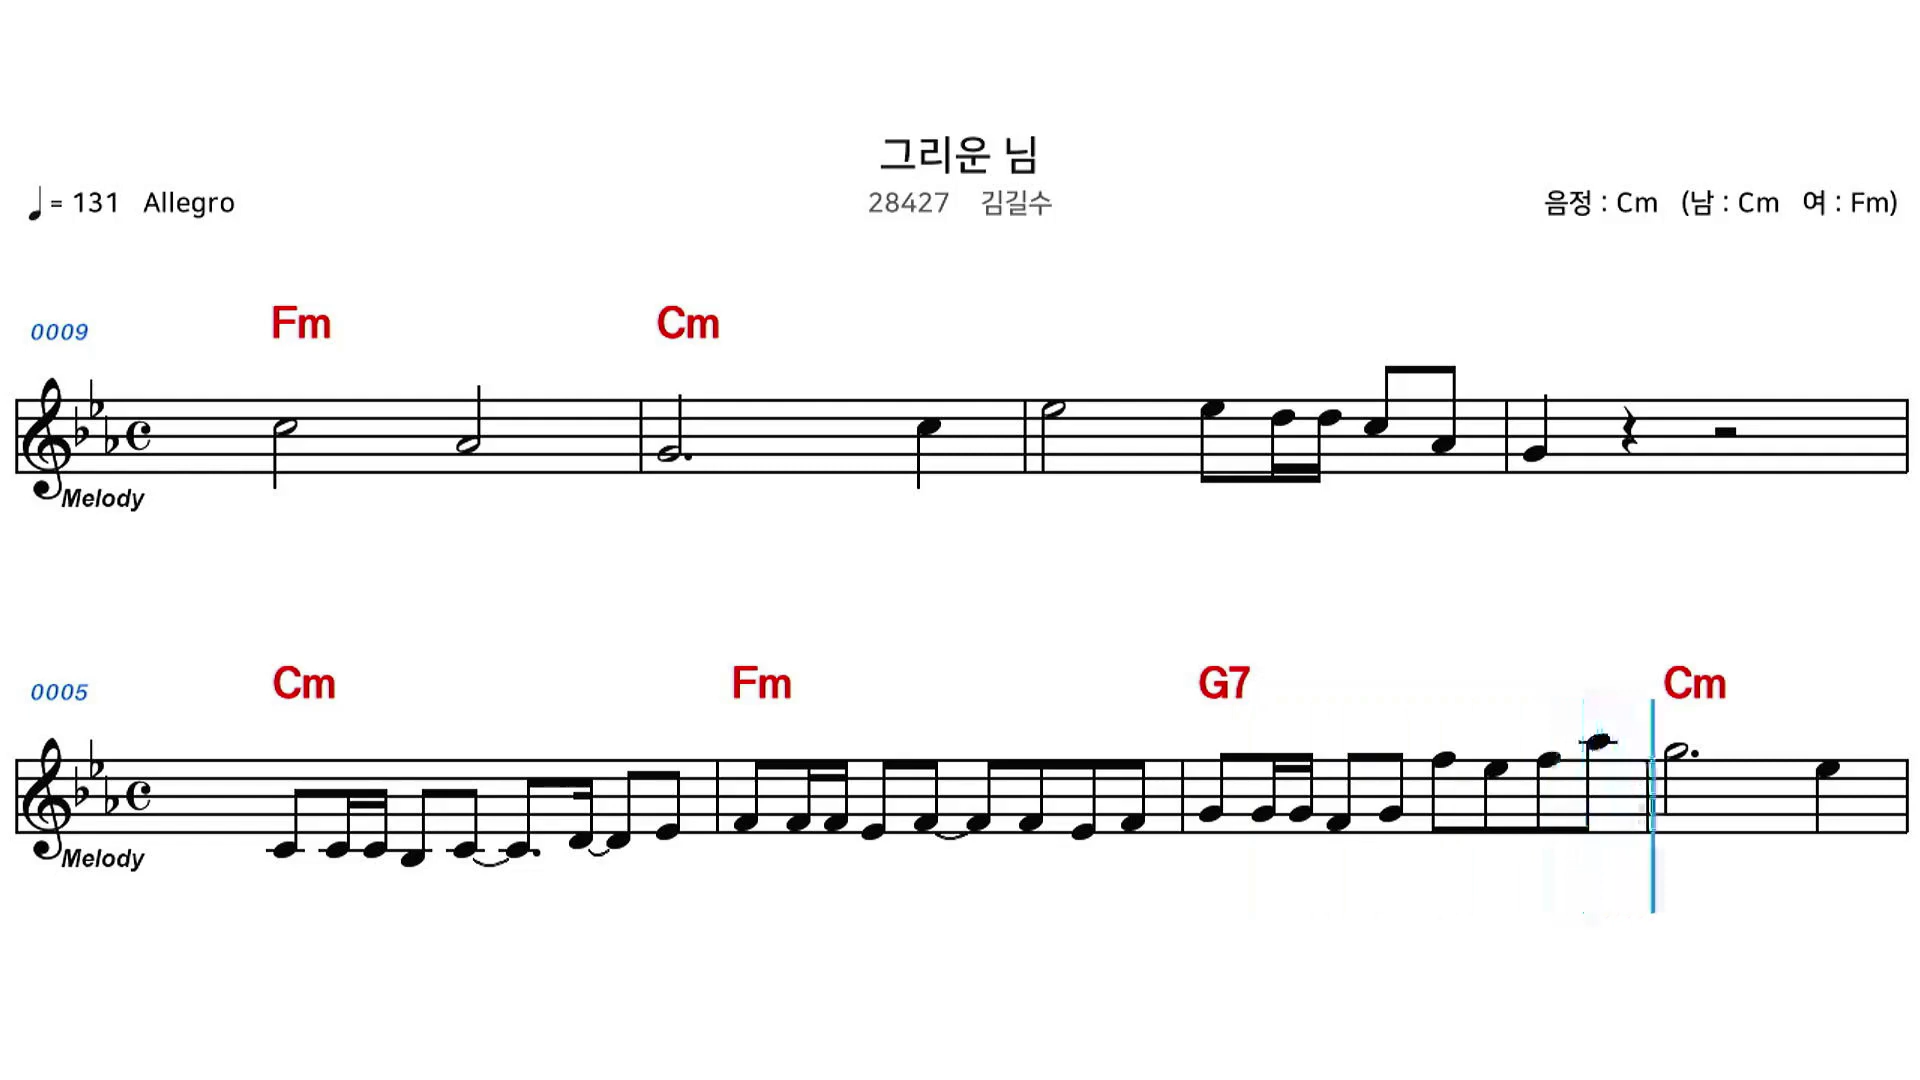 그리운 님
♩= 131 Allegro
28427 김길수
음정 : Cm (남 : Cm 여 : Fm)
0009 Fm Cm
Melody
0005 Cm Fm G7 Cm
Melody